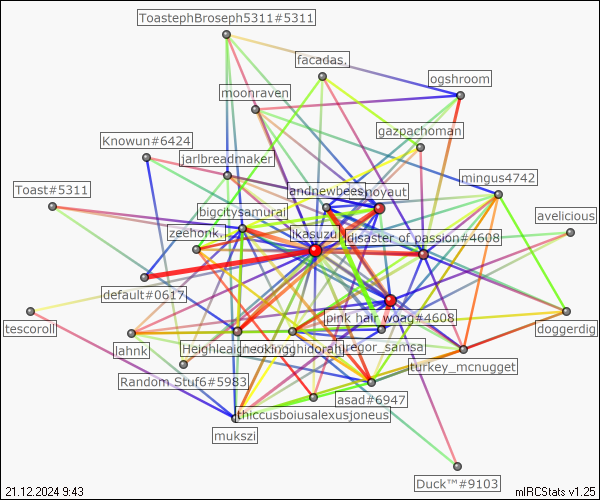 ToastephBroseph5311#5311
facadas.
ogshroom
moonraven
gazpachoman
Knowun#6424
jarlbreadmaker
mingus4742
Toast#5311
andnewbees
noyaut
bigcitysamurai
avelicious
zeehonk.
ikasuzu
disaster of passion#4608
default#0617
pink hair woag#4608
tescoroll
doggerdig
lahnk
gregor_samsa
turkey_mcnugget
Random Stuf6#5983
asad#6947
thiccusboiusalexusjoneus
mukszi
Duck™#9103
21.12.2024 9:43
mIRCStats v1.25